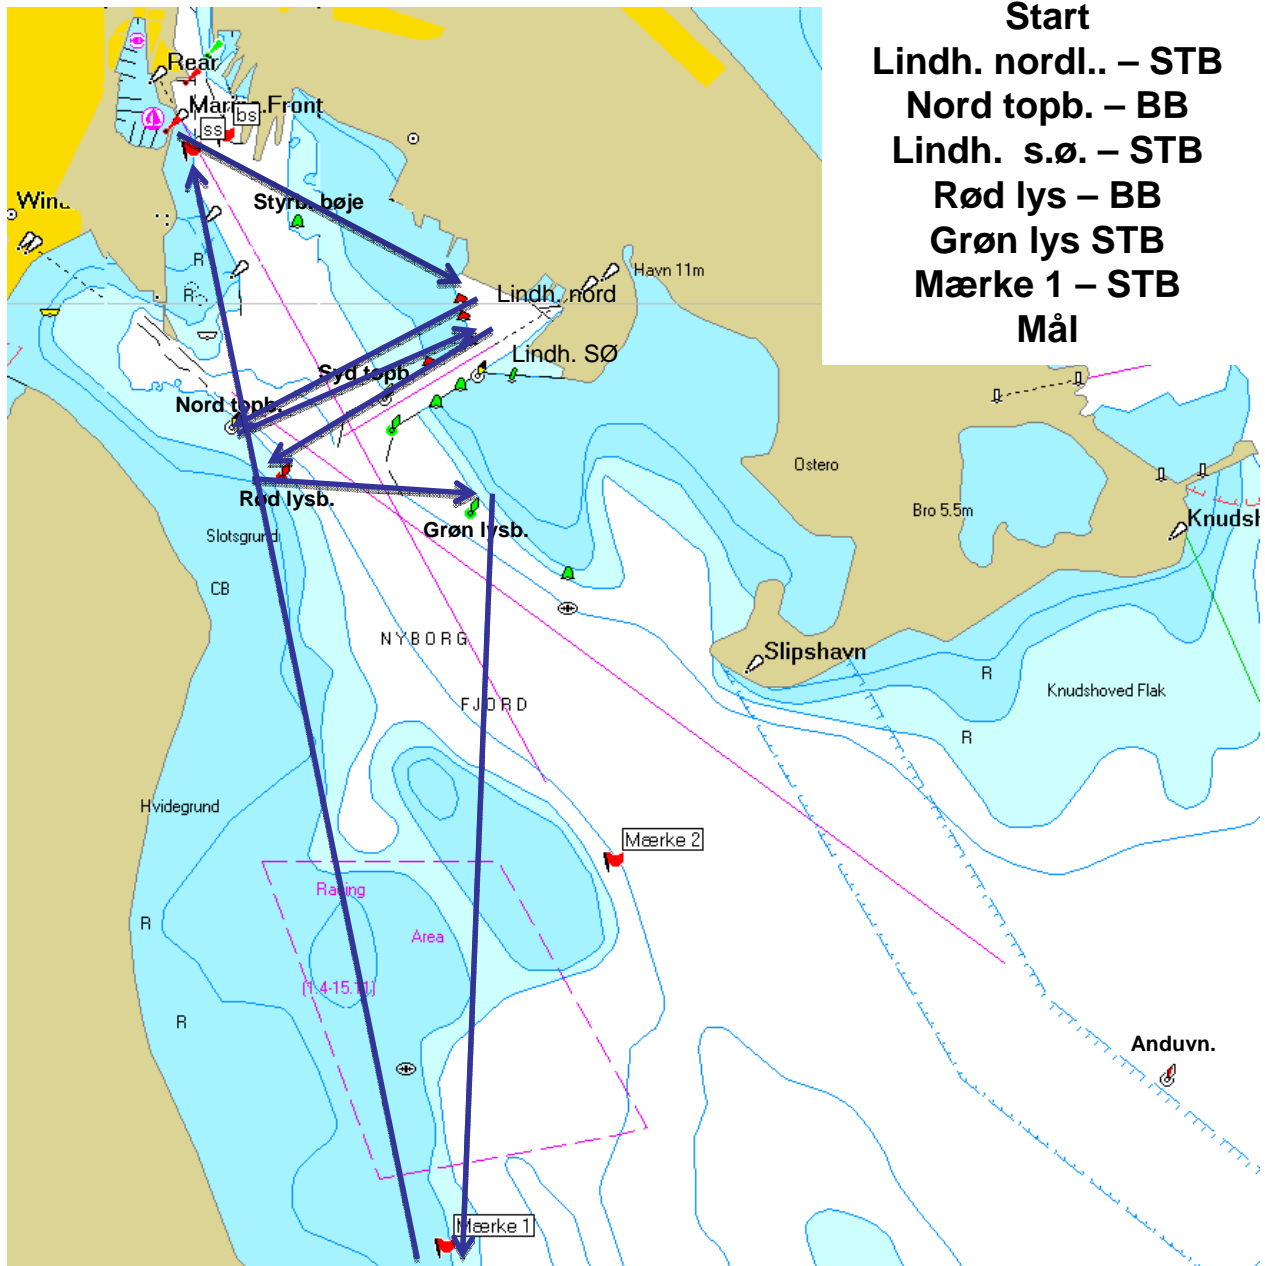 Start
Lindh. nordl.. – STB
Nord topb. – BB
Lindh. s.ø. – STB
Rød lys – BB
Grøn lys STB
Mærke 1 – STB
Mål
Rear
Front
bs
ss
Styrb. bøje
Havn 11m
Lindh. nord
Lindh. SØ
Syd topb.
Nord topb.
R
R
Rød lysb.
Grøn lysb.
Ostero
Bro 5.5m
Slotsgrund
CB
NYBORG
FJORD
Slipshavn
R
Knudshoved Flak
R
Hvidegrund
Mærke 2
Racing
Area
R
R
Anduvn.
Mærke 1